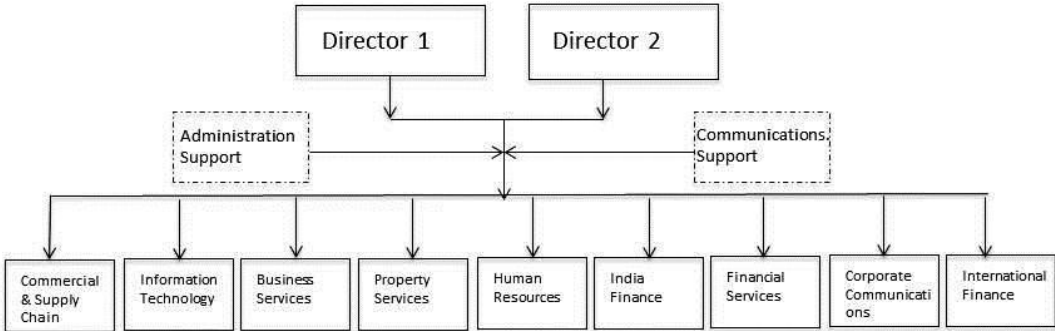 Director 1
Director 2
Administration
Support
Communications.
Support
Commercial
& Supply
Chain
Information
Technology
Business
Services
Property
Services
Human
Resources
India
Finance
Financial
Services
Corporate
Communicati
ons
International
Finance